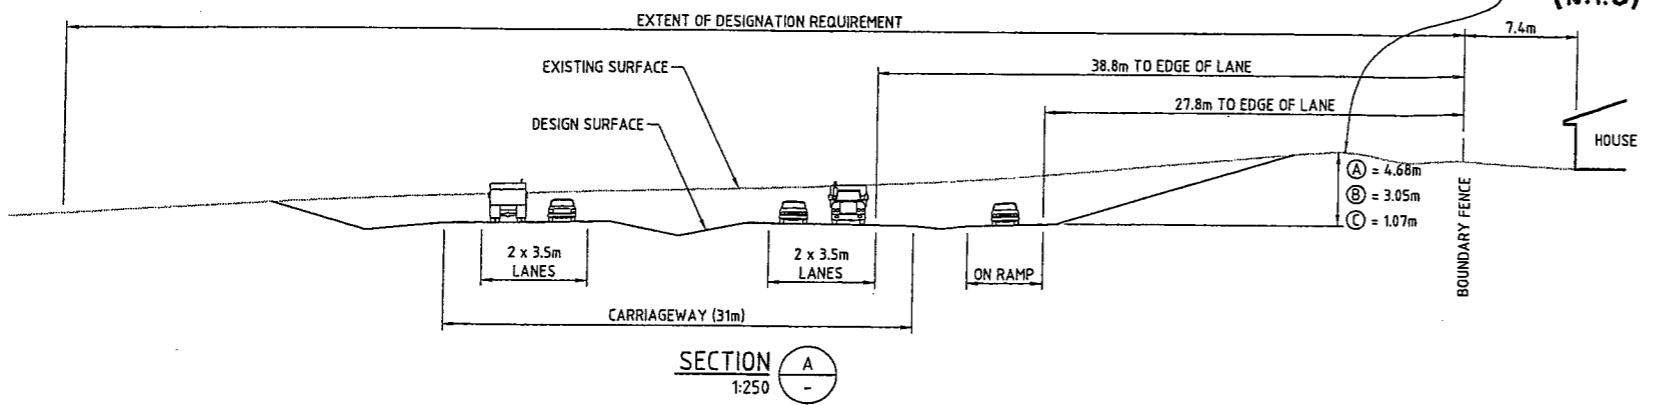 EXTENT OF DESIGNATION REQUIREMENT
7.4m
EXISTING SURFACE
38.8m TO EDGE OF LANE
27.8m TO EDGE OF LANE
DESIGN SURFACE
HOUSE
A = 4.68m
B = 3.05m
C = 1.07m
BOUNDARY FENCE
2 x 3.5m
LANES
2 x 3.5m
LANES
ON RAMP
CARRIAGEWAY (31m)
SECTION A
1:250 -